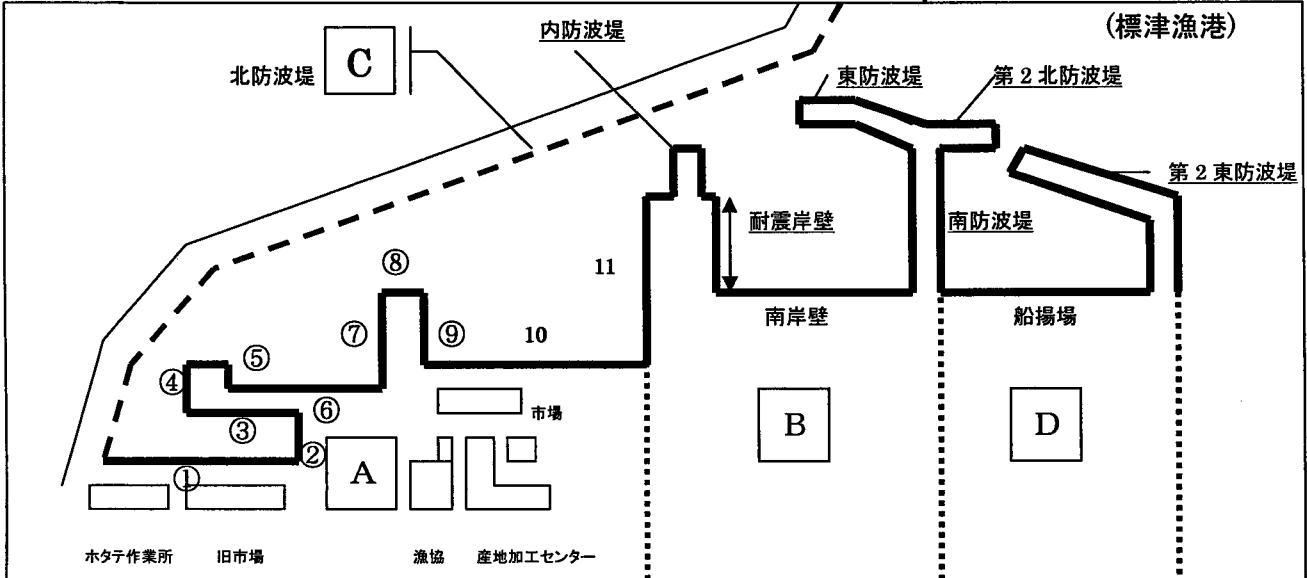 (標津漁港)
北防波堤
C
内防波堤
東防波堤
第2北防波堤
第2東防波堤
耐震岸壁
南防波堤
南岸壁
船揚場
⑧
11
⑦
⑨
10
⑤
④
⑥
③
②
①
市場
A
B
D
ホタテ作業所
旧市場
漁協
産地加工センター